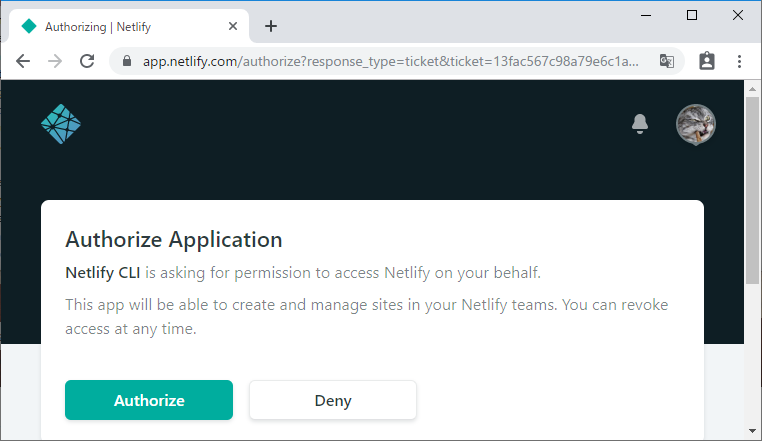 Authorizing | Netlify
app.netlify.com/authorize?response_type=ticket&ticket=13fac567c98a79e6c1a...
Authorize Application
Netlify CLI is asking for permission to access Netlify on your behalf.
This app will be able to create and manage sites in your Netlify teams. You can revoke
access at any time.
Authorize Deny